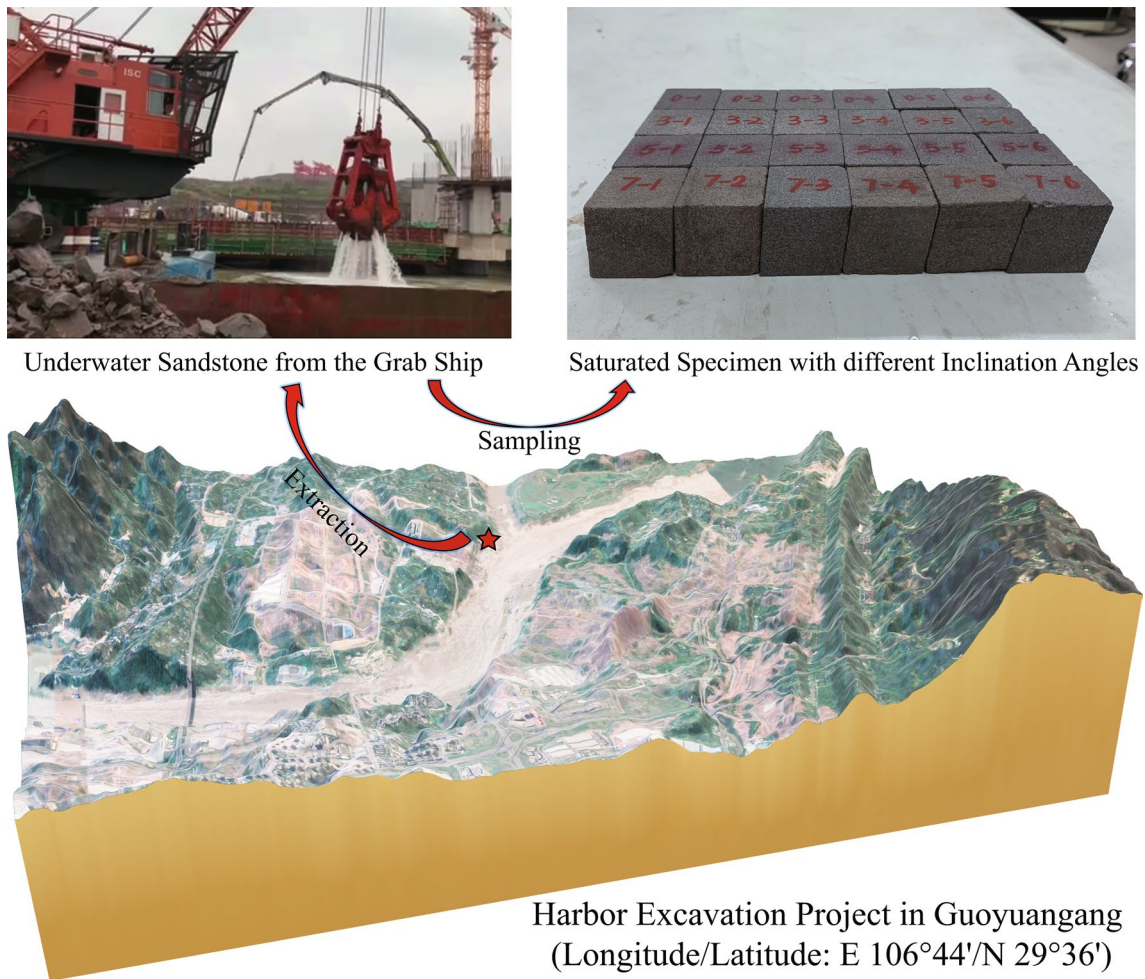 ISC
0-1 0-2 0-3 0-4 0-5 0-6
3-1 3-2 3-3 3-4 3-5 3-6
5-1 5-2 5-3 5-4 5-5 5-6
7-1 7-2 7-3 7-4 7-5 7-6
Underwater Sandstone from the Grab Ship
Saturated Specimen with different Inclination Angles
Sampling
Extraction
Harbor Excavation Project in Guoyuangang
(Longitude/Latitude: E 106°44'/N 29°36')